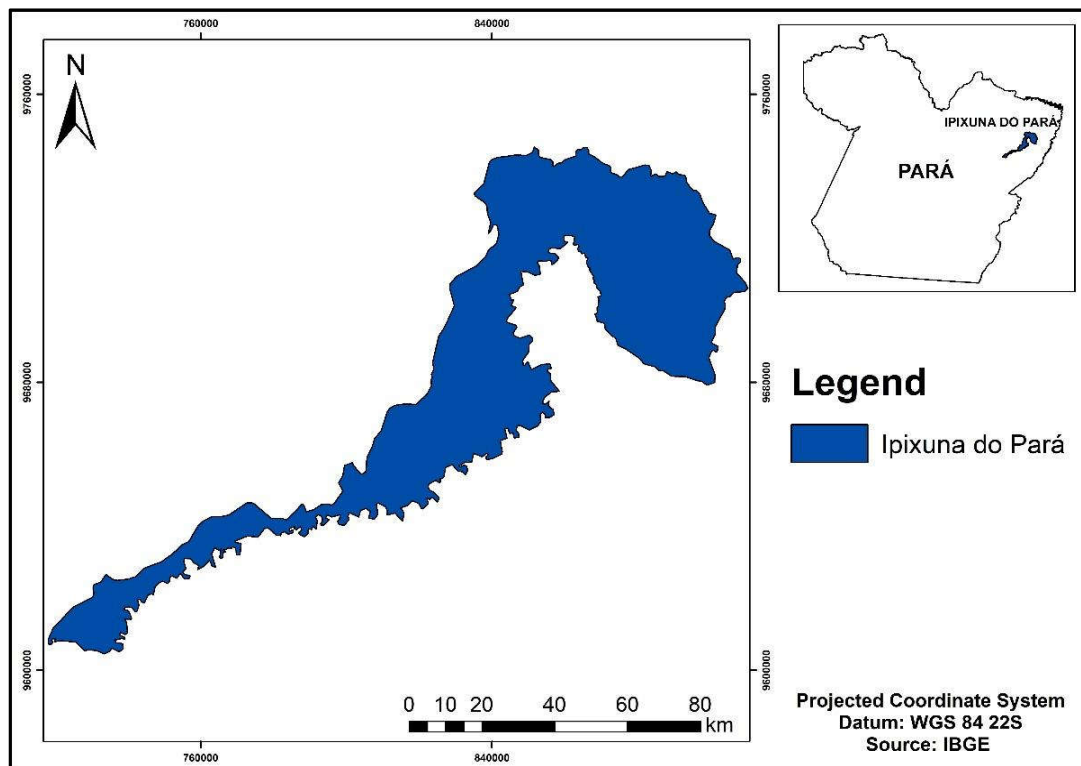 760000
840000
N
9760000
9760000
IPIXUNA DO PARÁ
PARÁ
9680000
9680000
Legend
Ipixuna do Pará
9600000
9600000
0 10 20 40 60 80
km
Projected Coordinate System
Datum: WGS 84 22S
Source: IBGE
760000
840000